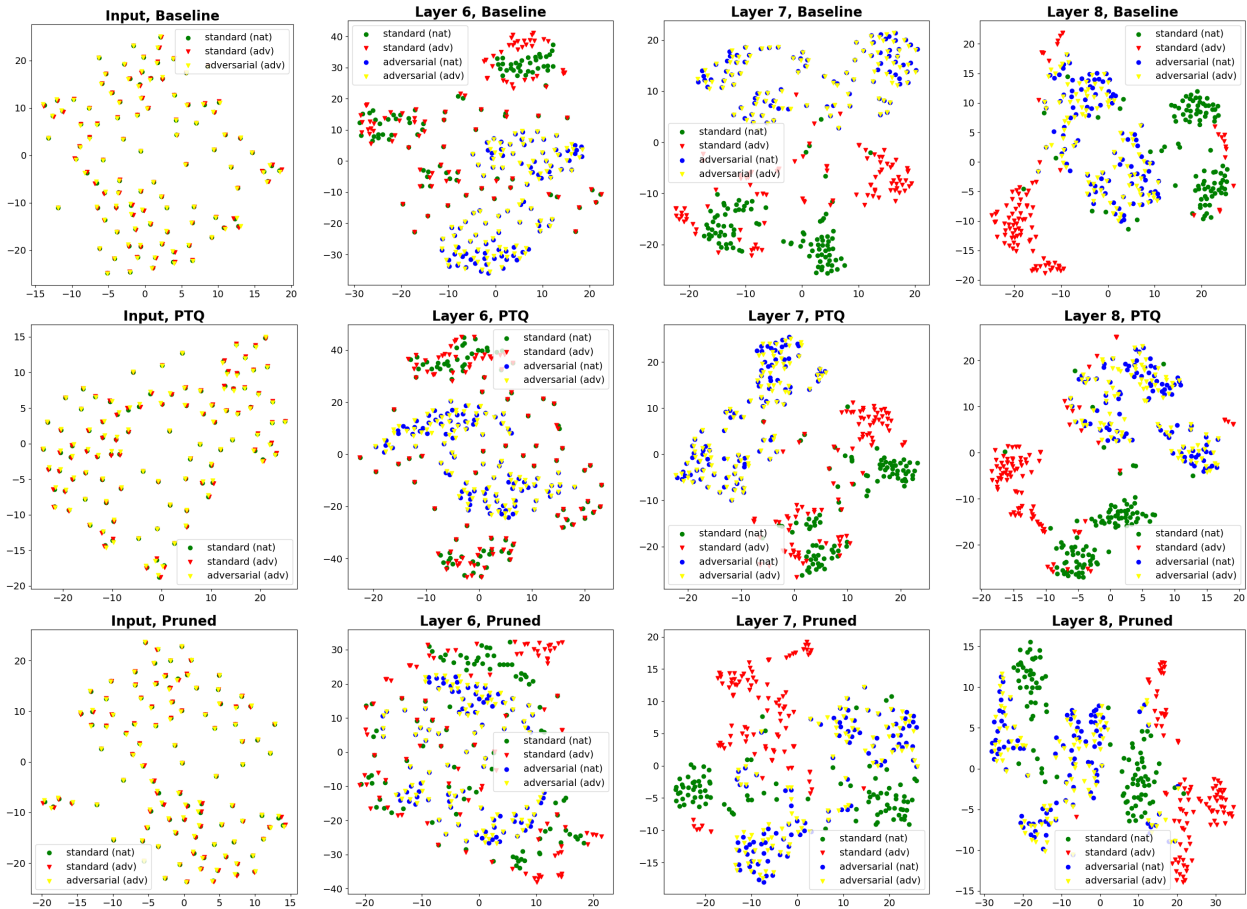 Input, Baseline
standard (nat)
standard (adv)
adversarial (adv)
20
10
0
−10
−20
−15 −10 −5 0 5 10 15 20
Layer 6, Baseline
standard (nat)
standard (adv)
adversarial (nat)
adversarial (adv)
40
30
20
10
0
−10
−20
−30
−30 −20 −10 0 10 20
Layer 7, Baseline
standard (nat)
standard (adv)
adversarial (nat)
adversarial (adv)
20
10
0
−10
−20
−20 −10 0 10 20
Layer 8, Baseline
standard (nat)
standard (adv)
adversarial (nat)
adversarial (adv)
20
15
10
5
0
−5
−10
−15
−20
−20 −10 0 10 20
Input, PTQ
15
10
5
0
−5
−10
−15
−20
standard (nat)
standard (adv)
adversarial (adv)
−20 −10 0 10 20
Layer 6, PTQ
standard (nat)
standard (adv)
adversarial (nat)
adversarial (adv)
40
20
0
−20
−40
−20 −10 0 10 20
Layer 7, PTQ
20
10
0
−10
−20
standard (nat)
standard (adv)
adversarial (nat)
adversarial (adv)
−20 −10 0 10 20
Layer 8, PTQ
20
10
0
−10
−20
standard (nat)
standard (adv)
adversarial (nat)
adversarial (adv)
−20 −15 −10 −5 0 5 10 15 20
Input, Pruned
20
10
0
−10
−20
standard (nat)
standard (adv)
adversarial (adv)
−20 −15 −10 −5 0 5 10 15
Layer 6, Pruned
30
20
10
0
−10
−20
−30
−40
standard (nat)
standard (adv)
adversarial (nat)
adversarial (adv)
−20 −10 0 10 20
Layer 7, Pruned
20
15
10
5
0
−5
−10
−15
standard (nat)
standard (adv)
adversarial (nat)
adversarial (adv)
−20 −10 0 10 20
Layer 8, Pruned
15
10
5
0
−5
−10
−15
standard (nat)
standard (adv)
adversarial (nat)
adversarial (adv)
−30 −20 −10 0 10 20 30